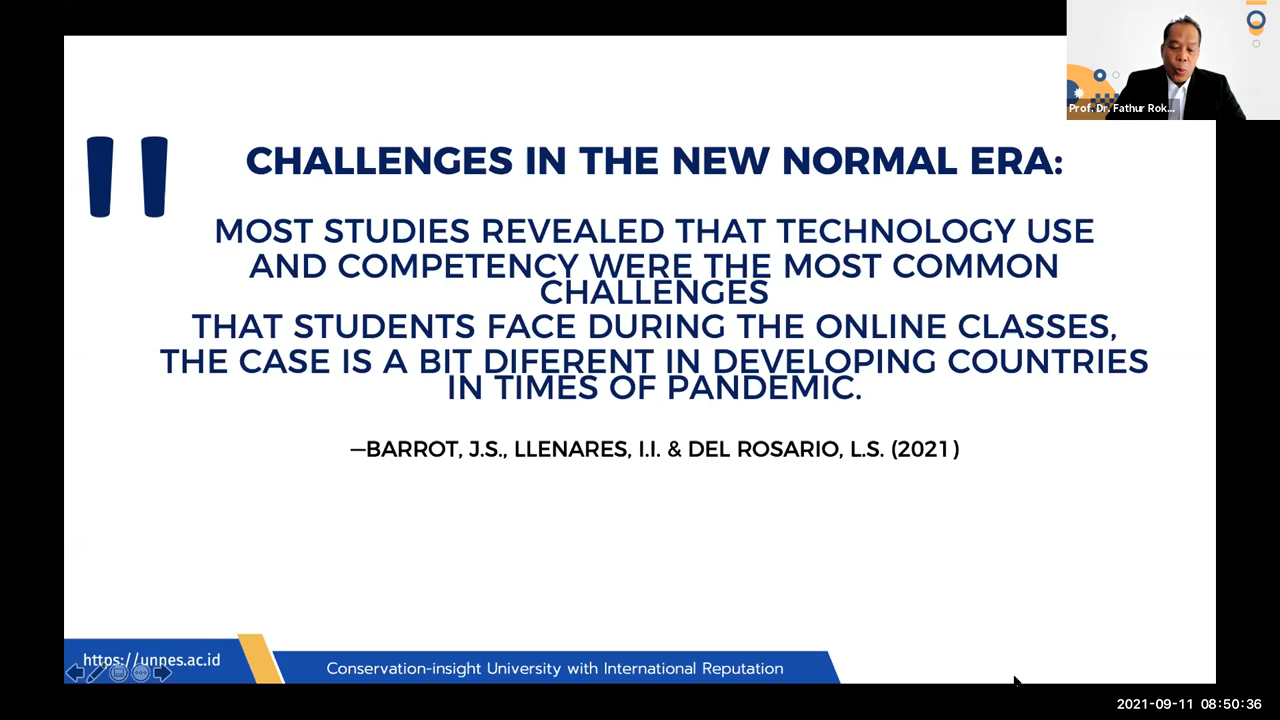 Prof. Dr. Fathur Rok...
"
CHALLENGES IN THE NEW NORMAL ERA:
MOST STUDIES REVEALED THAT TECHNOLOGY USE
AND COMPETENCY WERE THE MOST COMMON
CHALLENGES
THAT STUDENTS FACE DURING THE ONLINE CLASSES,
THE CASE IS A BIT DIFERENT IN DEVELOPING COUNTRIES
IN TIMES OF PANDEMIC.
—BARROT, J.S., LLENARES, I.I. & DEL ROSARIO, L.S. (2021)
https://unnes.ac.id
Conservation-insight University with International Reputation
2021-09-11 08:50:36